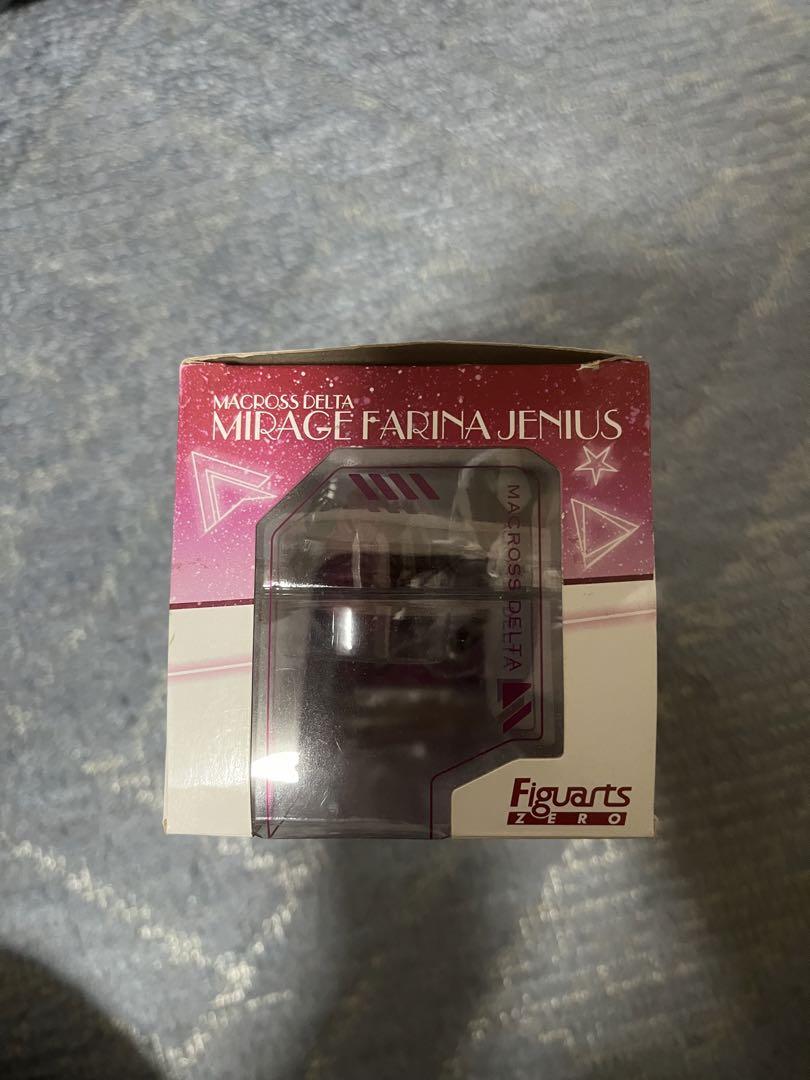 MACROSS DELTA
MIRAGE FARINA JENIUS
MACROSS DELTA
Figuarts
ZERO